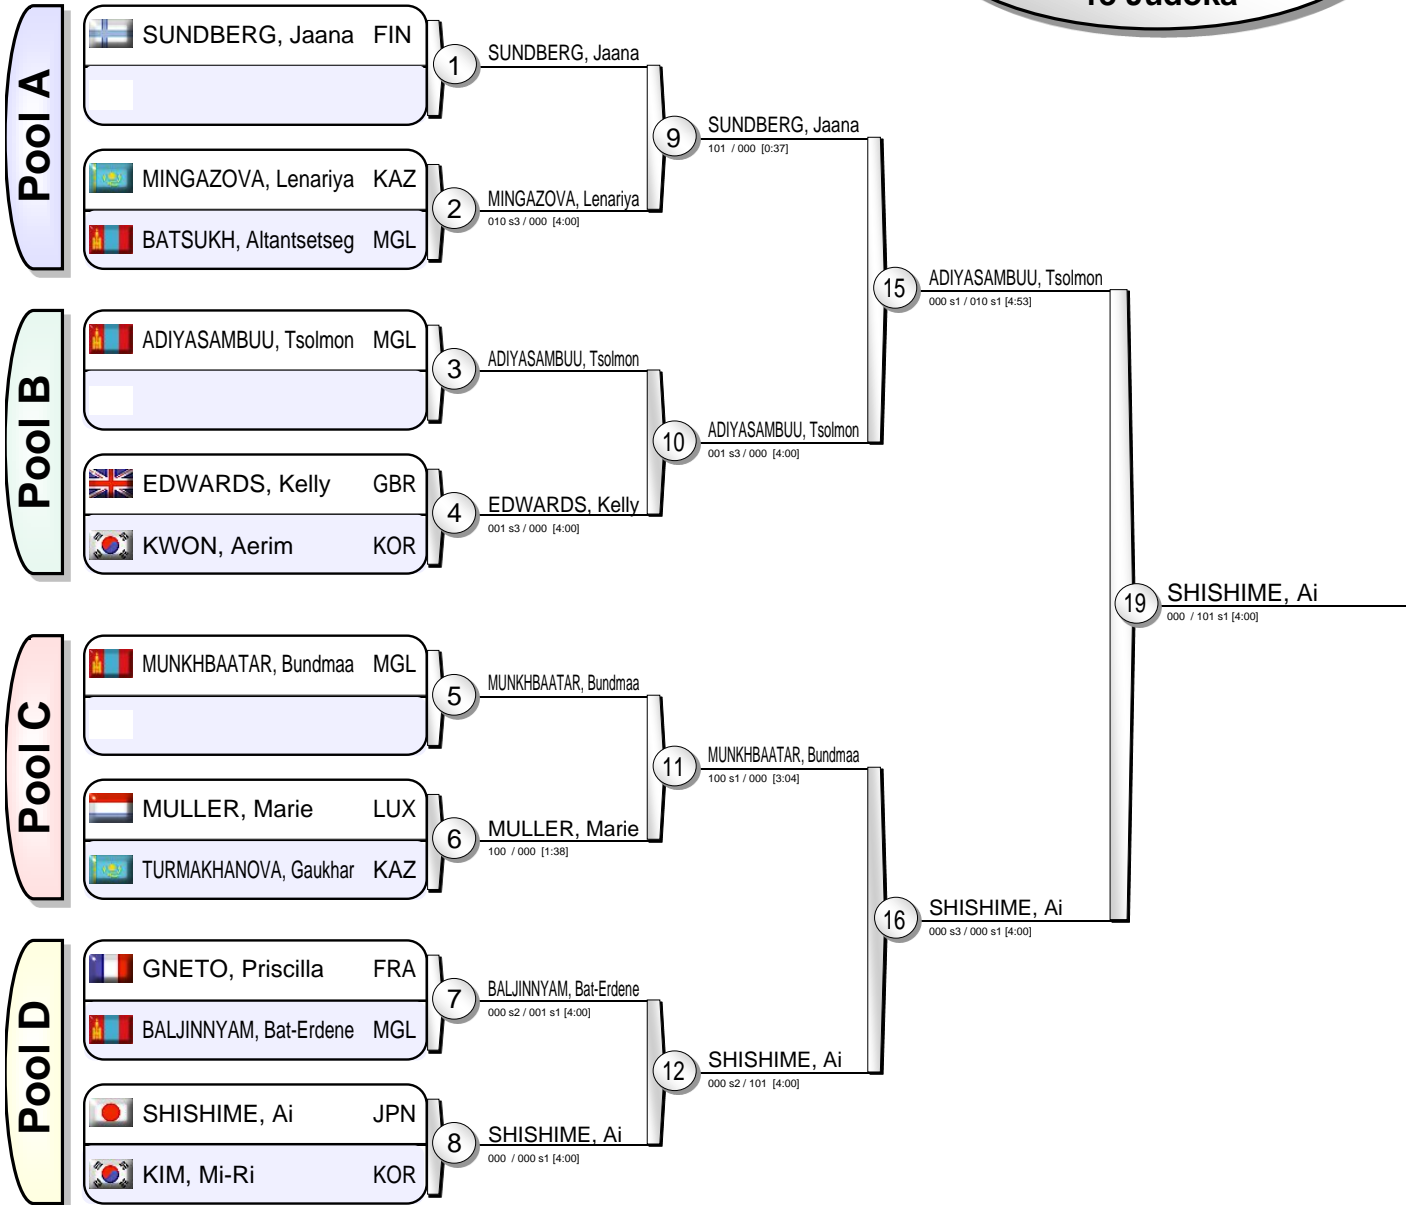 Pool A
SUNDBERG, Jaana FIN
MINGAZOVA, Lenariya KAZ
BATSUKH, Altantsetseg MGL
Pool B
ADIYASAMBUU, Tsolmon MGL
EDWARDS, Kelly GBR
KWON, Aerim KOR
Pool C
MUNKHBAATAR, Bundmaa MGL
MULLER, Marie LUX
TURMAKHANOVA, Gaukhar KAZ
Pool D
GNETO, Priscilla FRA
BALJINNYAM, Bat-Erdene MGL
SHISHIME, Ai JPN
KIM, Mi-Ri KOR
1
SUNDBERG, Jaana
2
MINGAZOVA, Lenariya
010 s3 / 000 [4:00]
3
ADIYASAMBUU, Tsolmon
4
EDWARDS, Kelly
001 s3 / 000 [4:00]
5
MUNKHBAATAR, Bundmaa
6
MULLER, Marie
100 / 000 [1:38]
7
BALJINNYAM, Bat-Erdene
000 s2 / 001 s1 [4:00]
8
SHISHIME, Ai
000 / 000 s1 [4:00]
9
SUNDBERG, Jaana
101 / 000 [0:37]
10
ADIYASAMBUU, Tsolmon
001 s3 / 000 [4:00]
11
MUNKHBAATAR, Bundmaa
100 s1 / 000 [3:04]
12
SHISHIME, Ai
000 s2 / 101 [4:00]
15
ADIYASAMBUU, Tsolmon
000 s1 / 010 s1 [4:53]
16
SHISHIME, Ai
000 s3 / 000 s1 [4:00]
19
SHISHIME, Ai
000 / 101 s1 [4:00]